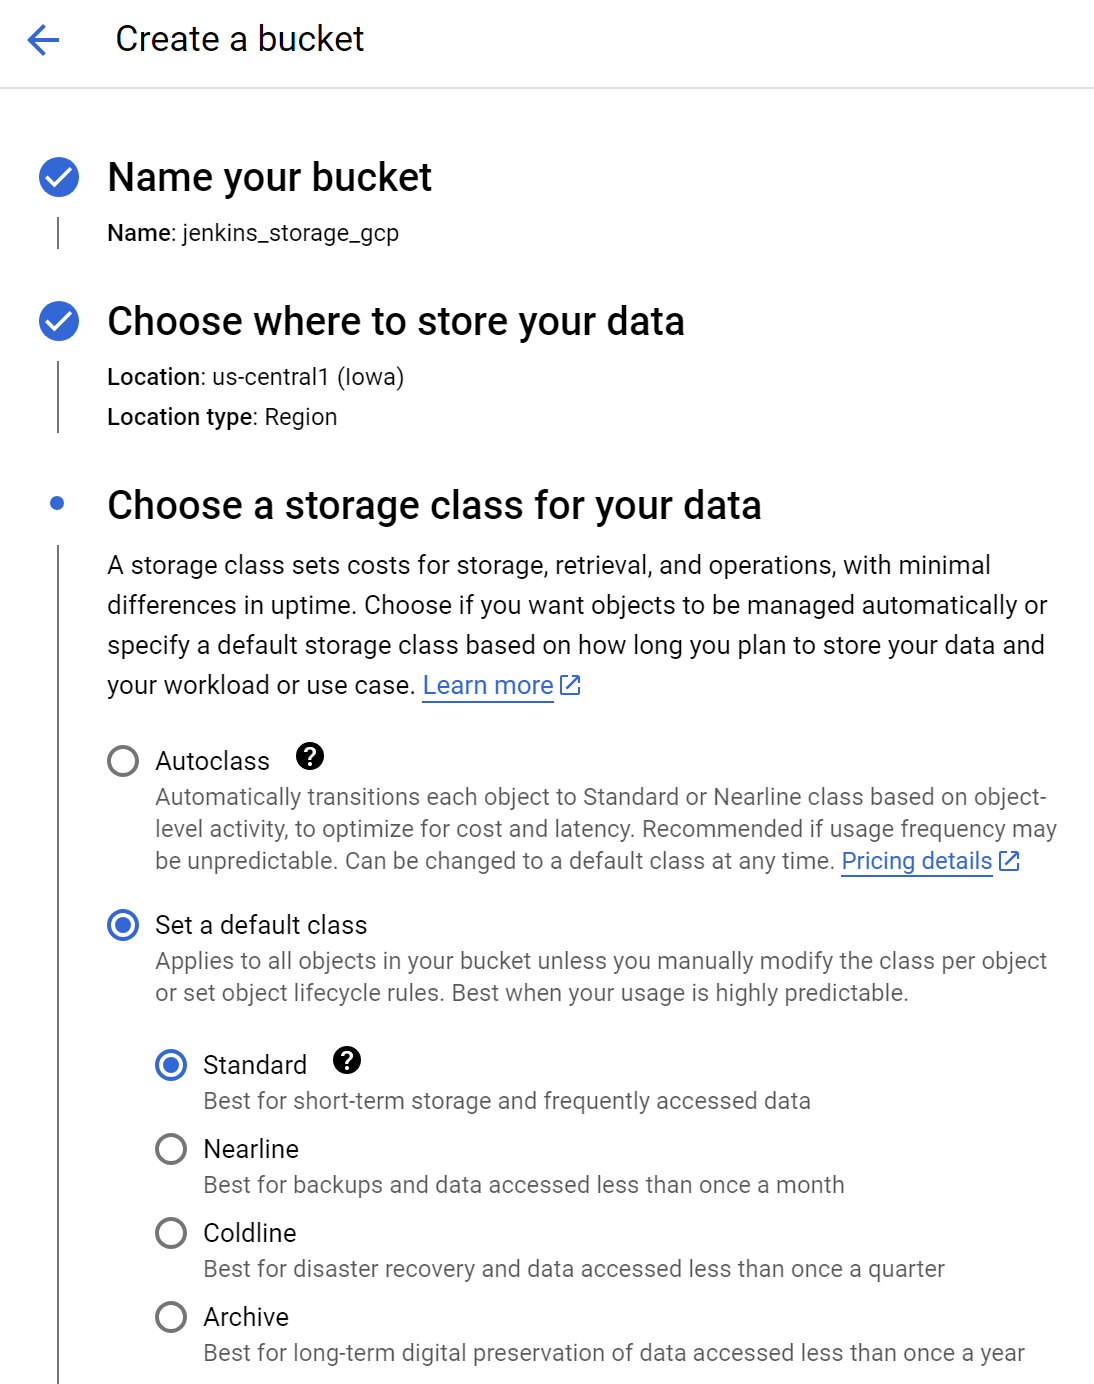 Create a bucket
Name your bucket
Name: jenkins_storage_gcp
Choose where to store your data
Location: us-central1 (Iowa)
Location type: Region
Choose a storage class for your data
A storage class sets costs for storage, retrieval, and operations, with minimal
differences in uptime. Choose if you want objects to be managed automatically or
specify a default storage class based on how long you plan to store your data and
your workload or use case. Learn more
Autoclass ?
Automatically transitions each object to Standard or Nearline class based on object-
level activity, to optimize for cost and latency. Recommended if usage frequency may
be unpredictable. Can be changed to a default class at any time. Pricing details
Set a default class
Applies to all objects in your bucket unless you manually modify the class per object
or set object lifecycle rules. Best when your usage is highly predictable.
Standard ?
Best for short-term storage and frequently accessed data
Nearline
Best for backups and data accessed less than once a month
Coldline
Best for disaster recovery and data accessed less than once a quarter
Archive
Best for long-term digital preservation of data accessed less than once a year